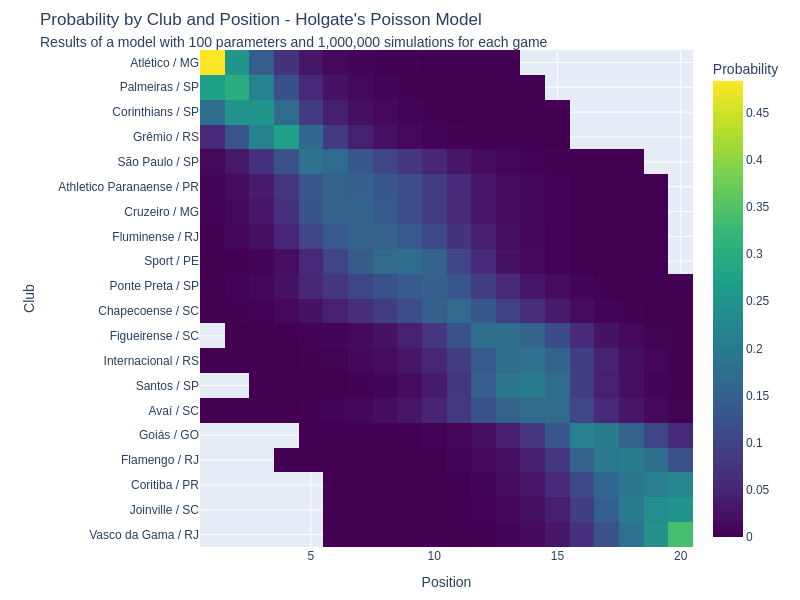 Probability by Club and Position - Holgate's Poisson Model
Results of a model with 100 parameters and 1,000,000 simulations for each game
Probability
Club
Atlético / MG
Palmeiras / SP
Corinthians / SP
Grêmio / RS
São Paulo / SP
Athletico Paranaense / PR
Cruzeiro / MG
Fluminense / RJ
Sport / PE
Ponte Preta / SP
Chapecoense / SC
Figueirense / SC
Internacional / RS
Santos / SP
Avaí / SC
Goiás / GO
Flamengo / RJ
Coritiba / PR
Joinville / SC
Vasco da Gama / RJ
5 10 15 20
Position
0.45
0.4
0.35
0.3
0.25
0.2
0.15
0.1
0.05
0